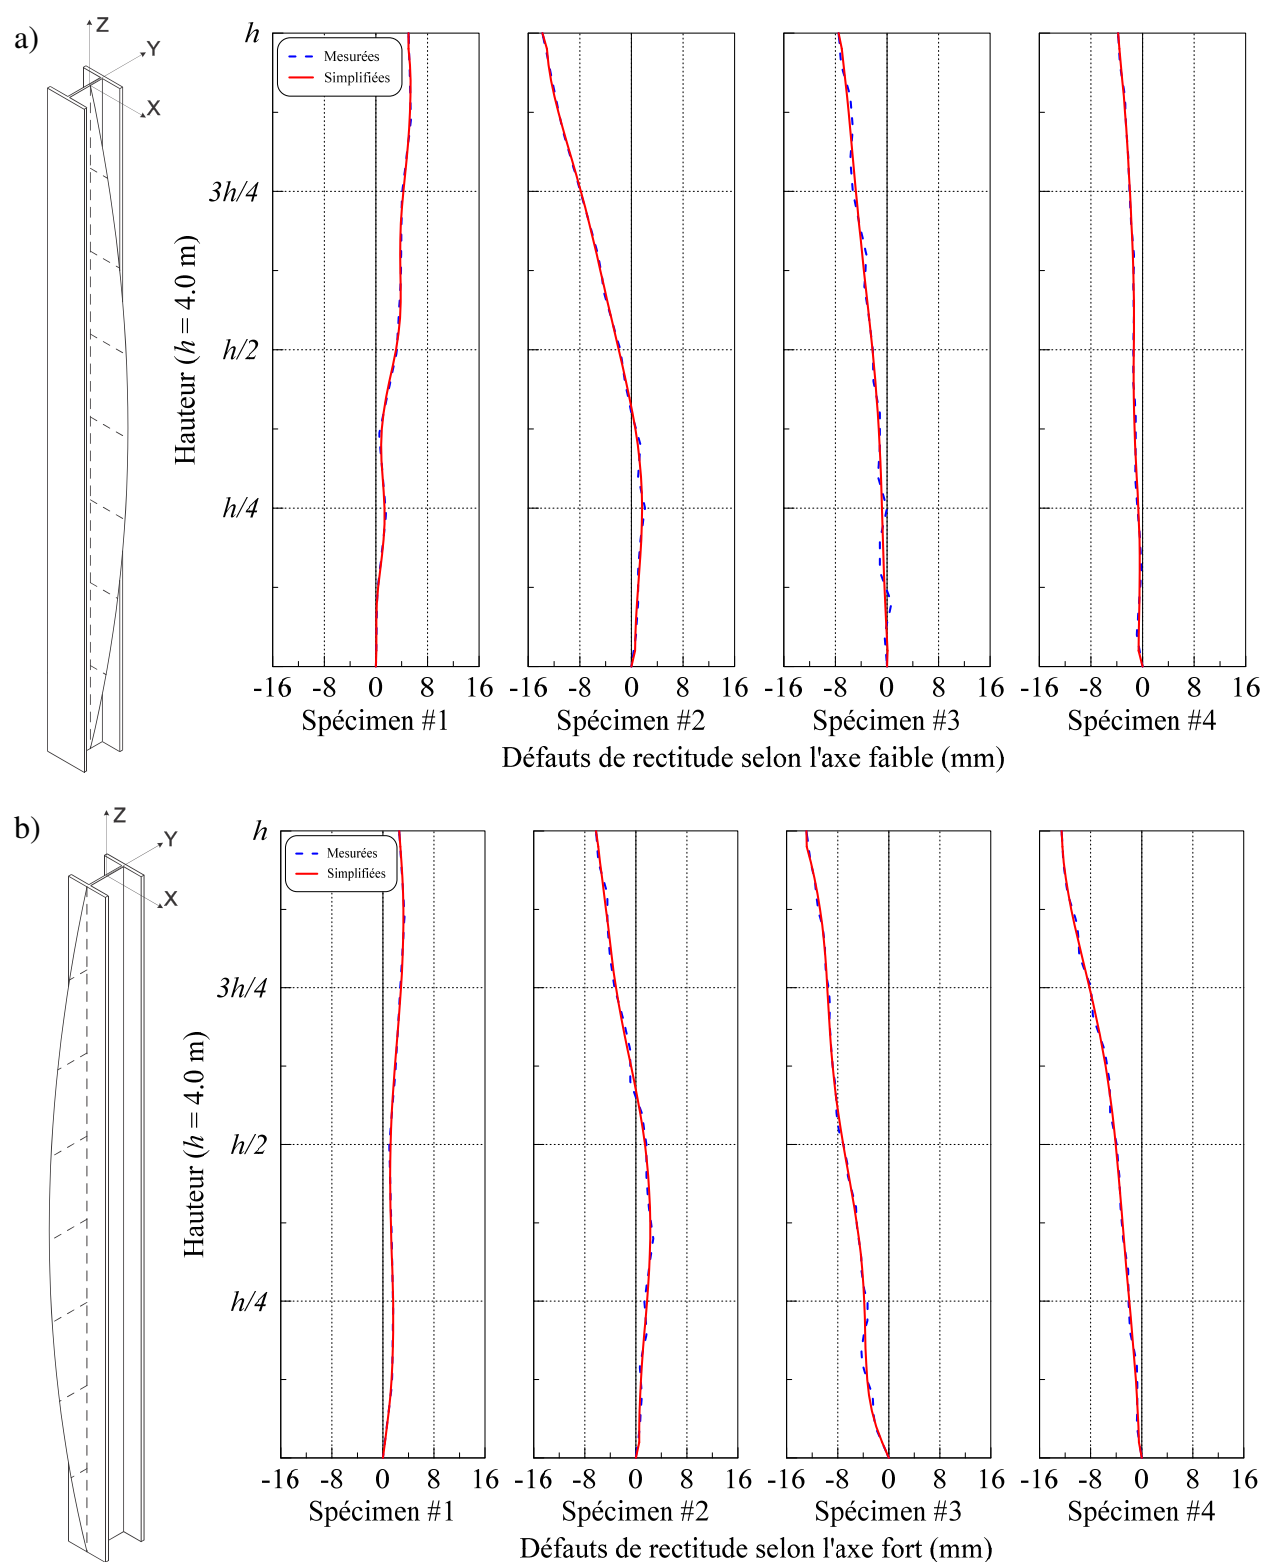 a)
Z
Y
X
Hauteur (h = 4.0 m)
h
3h/4
h/2
h/4
Mesurées
Simplifiées
-16 -8 0 8 16 -16 -8 0 8 16 -16 -8 0 8 16 -16 -8 0 8 16
Spécimen #1 Spécimen #2 Spécimen #3 Spécimen #4
Défauts de rectitude selon l'axe faible (mm)
b)
Z
Y
X
Hauteur (h = 4.0 m)
h
3h/4
h/2
h/4
Mesurées
Simplifiées
-16 -8 0 8 16 -16 -8 0 8 16 -16 -8 0 8 16 -16 -8 0 8 16
Spécimen #1 Spécimen #2 Spécimen #3 Spécimen #4
Défauts de rectitude selon l'axe fort (mm)